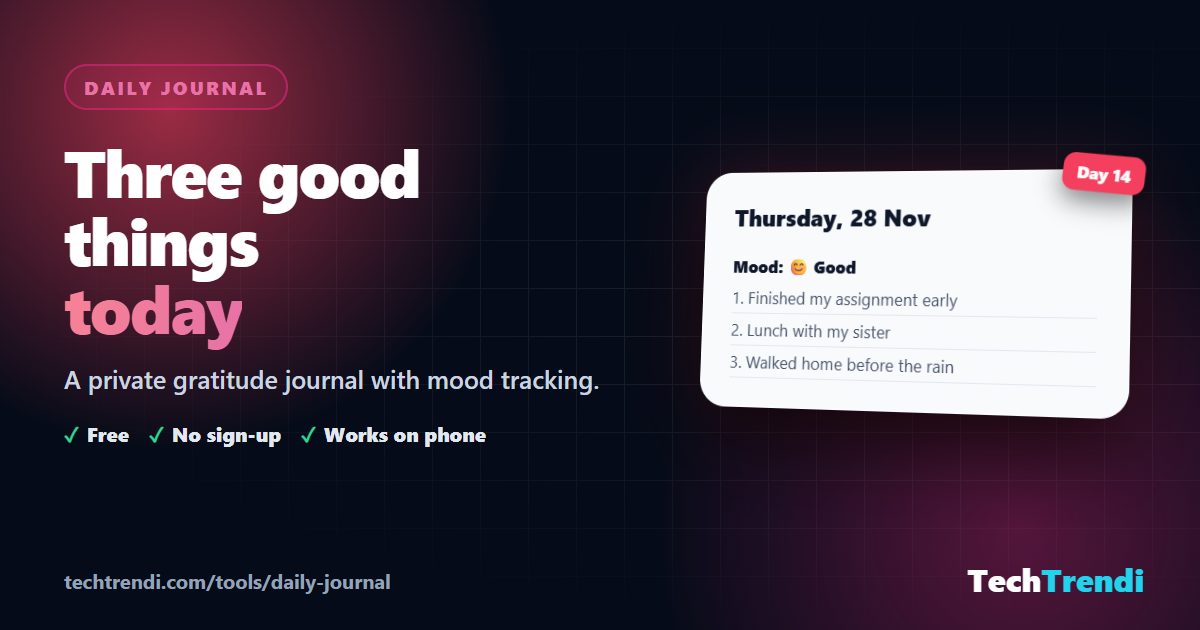 DAILY JOURNAL
Three good
things
today
A private gratitude journal with mood tracking.
✓ Free ✓ No sign-up ✓ Works on phone
Day 14
Thursday, 28 Nov
Mood: 😊 Good
1. Finished my assignment early
2. Lunch with my sister
3. Walked home before the rain
techtrendi.com/tools/daily-journal
TechTrendi